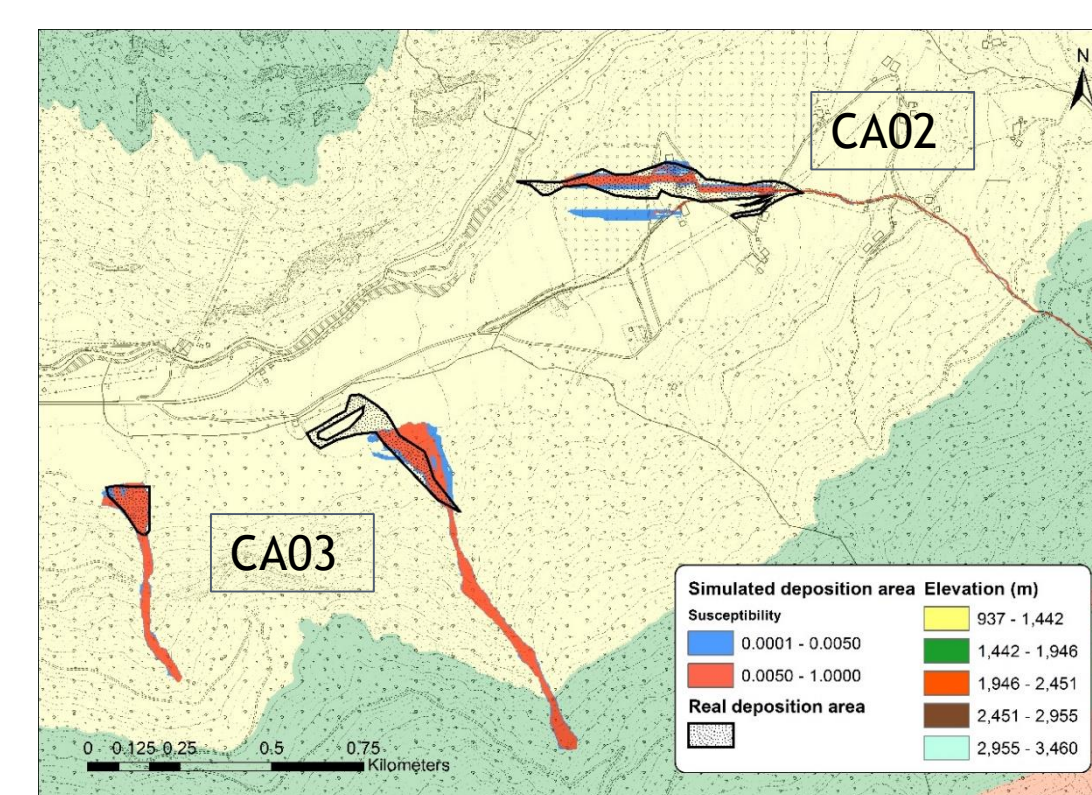 N
CA02
CA03
Simulated deposition area
Susceptibility
0.0001 - 0.0050
0.0050 - 1.0000
Real deposition area
Elevation (m)
937 - 1,442
1,442 - 1,946
1,946 - 2,451
2,451 - 2,955
2,955 - 3,460
0 0.125 0.25 0.5 0.75
Kilometers